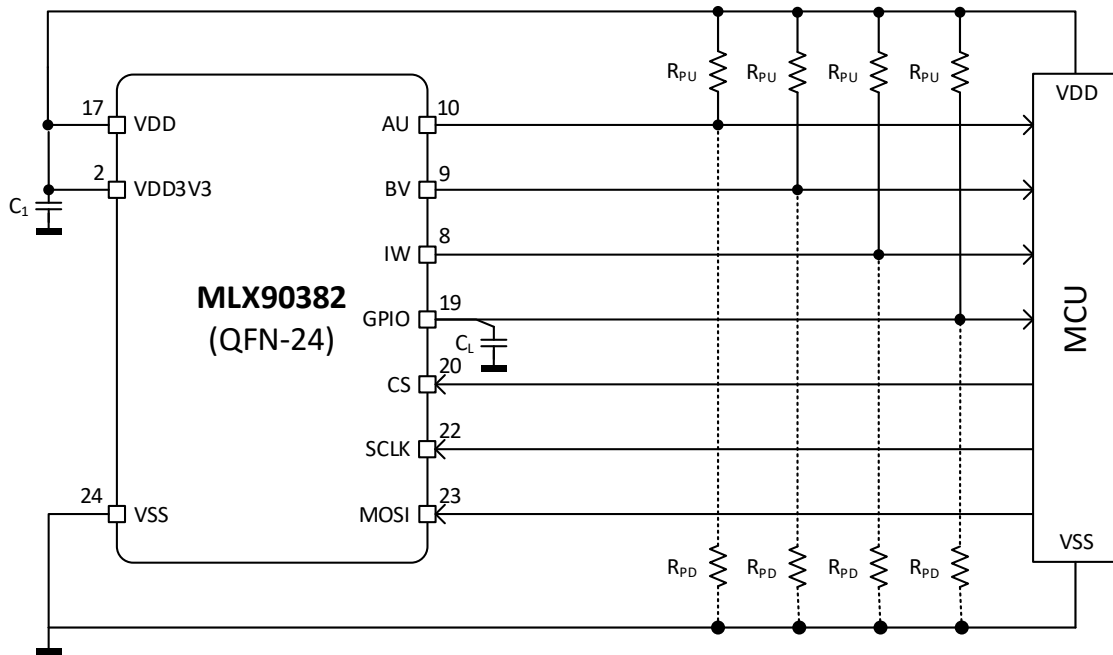 R_PU R_PU R_PU R_PU
VDD
17 VDD AU 10
2 VDD3V3 BV 9
C_1
IW 8
MLX90382
(QFN-24)
GPIO 19
C_L
MCU
CS 20
SCLK 22
24 VSS MOSI 23
VSS
R_PD R_PD R_PD R_PD